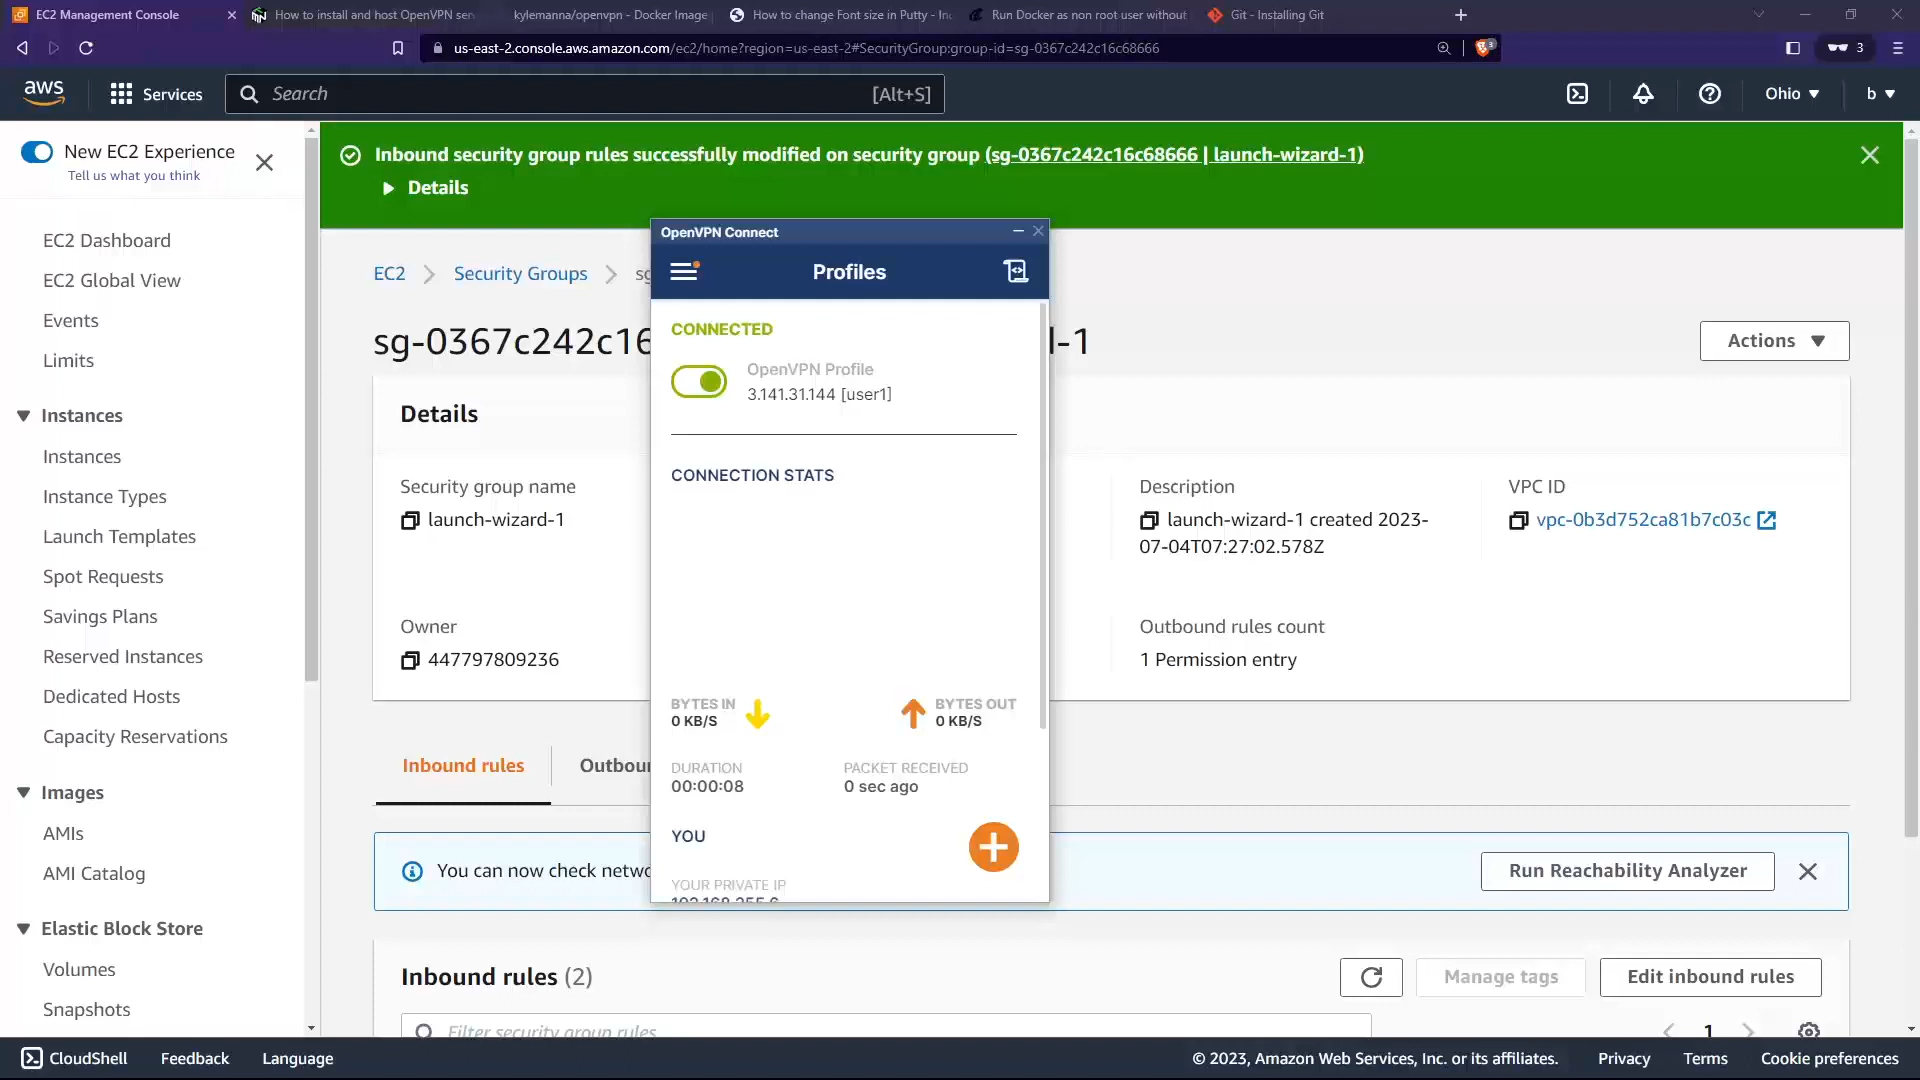 EC2 Management Console
How to install and host OpenVPN ser
kylemanna/openvpn - Docker Image
How to change Font size in Putty - In
Run Docker as non root user without
Git - Installing Git
us-east-2.console.aws.amazon.com/ec2/home?region=us-east-2#SecurityGroup:group-id=sg-0367c242c16c68666
3
3
aws
Services
Search
[Alt+S]
Ohio
b
New EC2 Experience
Tell us what you think
EC2 Dashboard
EC2 Global View
Events
Limits
Instances
Instances
Instance Types
Launch Templates
Spot Requests
Savings Plans
Reserved Instances
Dedicated Hosts
Capacity Reservations
Images
AMIs
AMI Catalog
Elastic Block Store
Volumes
Snapshots
Inbound security group rules successfully modified on security group (sg-0367c242c16c68666 | launch-wizard-1)
Details
EC2
Security Groups
sg
sg-0367c242c16
-1
Actions
Details
Security group name
launch-wizard-1
Owner
447797809236
Description
launch-wizard-1 created 2023-
07-04T07:27:02.578Z
VPC ID
vpc-0b3d752ca81b7c03c
Outbound rules count
1 Permission entry
Inbound rules
Outbou
You can now check netwo
Run Reachability Analyzer
Inbound rules (2)
Manage tags
Edit inbound rules
Filter security group rules
1
OpenVPN Connect
Profiles
CONNECTED
OpenVPN Profile
3.141.31.144 [user1]
CONNECTION STATS
BYTES IN
0 KB/S
BYTES OUT
0 KB/S
DURATION
00:00:08
PACKET RECEIVED
0 sec ago
YOU
YOUR PRIVATE IP
192.168.255.6
CloudShell
Feedback
Language
© 2023, Amazon Web Services, Inc. or its affiliates.
Privacy
Terms
Cookie preferences